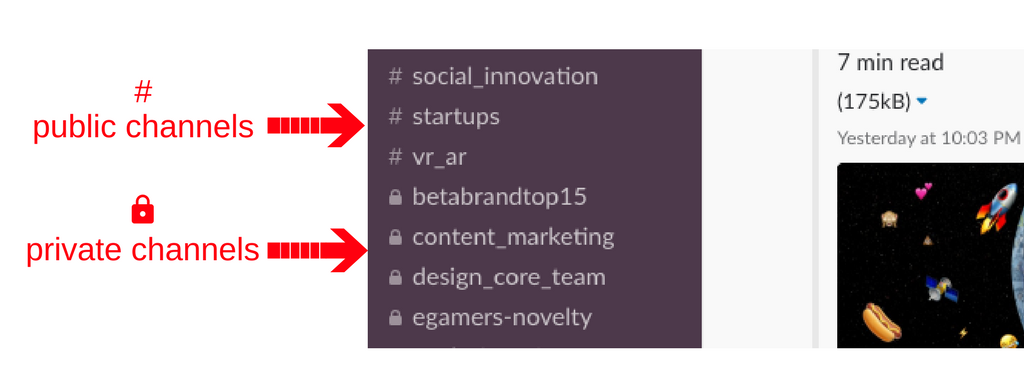 #
public channels
private channels
# social_innovation
# startups
# vr_ar
betabrandtop15
content_marketing
design_core_team
egamers-novelty
7 min read
(175kB)
Yesterday at 10:03 PM